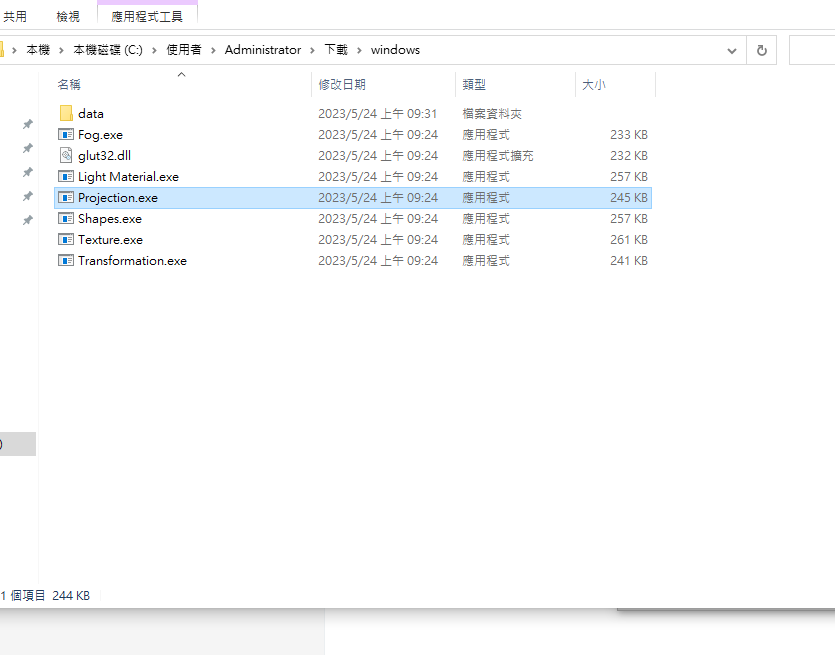 共用 檢視 應用程式工具
本機 本機磁碟 (C:) 使用者 Administrator 下載 windows
名稱 修改日期 類型 大小
data 2023/5/24 上午 09:31 檔案資料夾
Fog.exe 2023/5/24 上午 09:24 應用程式 233 KB
glut32.dll 2023/5/24 上午 09:24 應用程式擴充 232 KB
Light Material.exe 2023/5/24 上午 09:24 應用程式 257 KB
Projection.exe 2023/5/24 上午 09:24 應用程式 245 KB
Shapes.exe 2023/5/24 上午 09:24 應用程式 257 KB
Texture.exe 2023/5/24 上午 09:24 應用程式 261 KB
Transformation.exe 2023/5/24 上午 09:24 應用程式 241 KB
)
1 個項目 244 KB